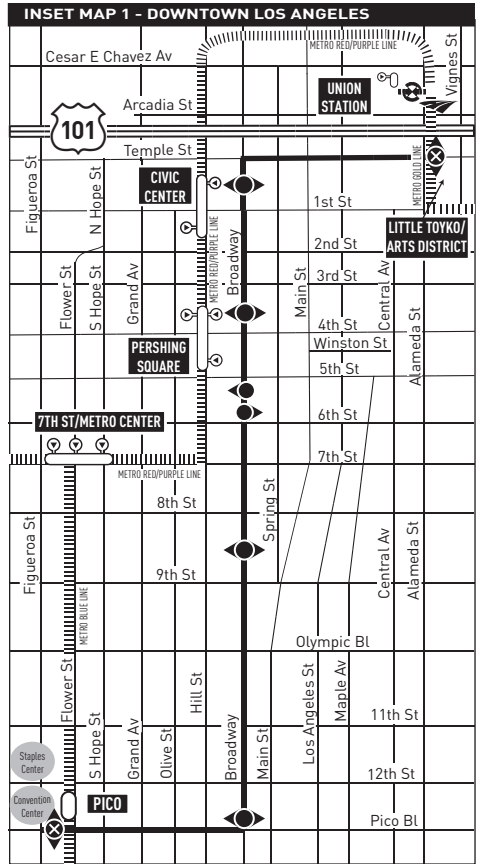 INSET MAP 1 - DOWNTOWN LOS ANGELES
METRO RED/PURPLE LINE
Cesar E Chavez Av
Vignes St
UNION
STATION
Arcadia St
101
Temple St
METRO GOLD LINE
Figueroa St
N Hope St
CIVIC
CENTER
1st St
LITTLE TOYKO/
ARTS DISTRICT
METRO RED/PURPLE LINE
Broadway
2nd St
Flower St
S Hope St
Grand Av
Main St
3rd St
Central Av
4th St
Alameda St
Winston St
PERSHING
SQUARE
5th St
7TH ST/METRO CENTER
6th St
7th St
METRO RED/PURPLE LINE
8th St
Spring St
Figueroa St
9th St
Central Av
Alameda St
METRO BLUE LINE
Olympic Bl
Flower St
Hill St
Los Angeles St
Maple Av
S Hope St
Grand Av
Olive St
Broadway
Main St
11th St
Staples
Center
12th St
Convention
Center
PICO
Pico Bl